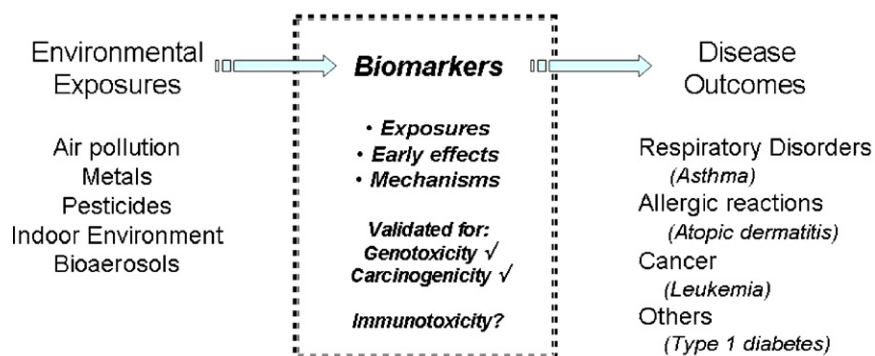 Environmental
Exposures
Air pollution
Metals
Pesticides
Indoor Environment
Bioaerosols
Biomarkers
• Exposures
• Early effects
• Mechanisms
Validated for:
Genotoxicity √
Carcinogenicity √
Immunotoxicity?
Disease
Outcomes
Respiratory Disorders
(Asthma)
Allergic reactions
(Atopic dermatitis)
Cancer
(Leukemia)
Others
(Type 1 diabetes)